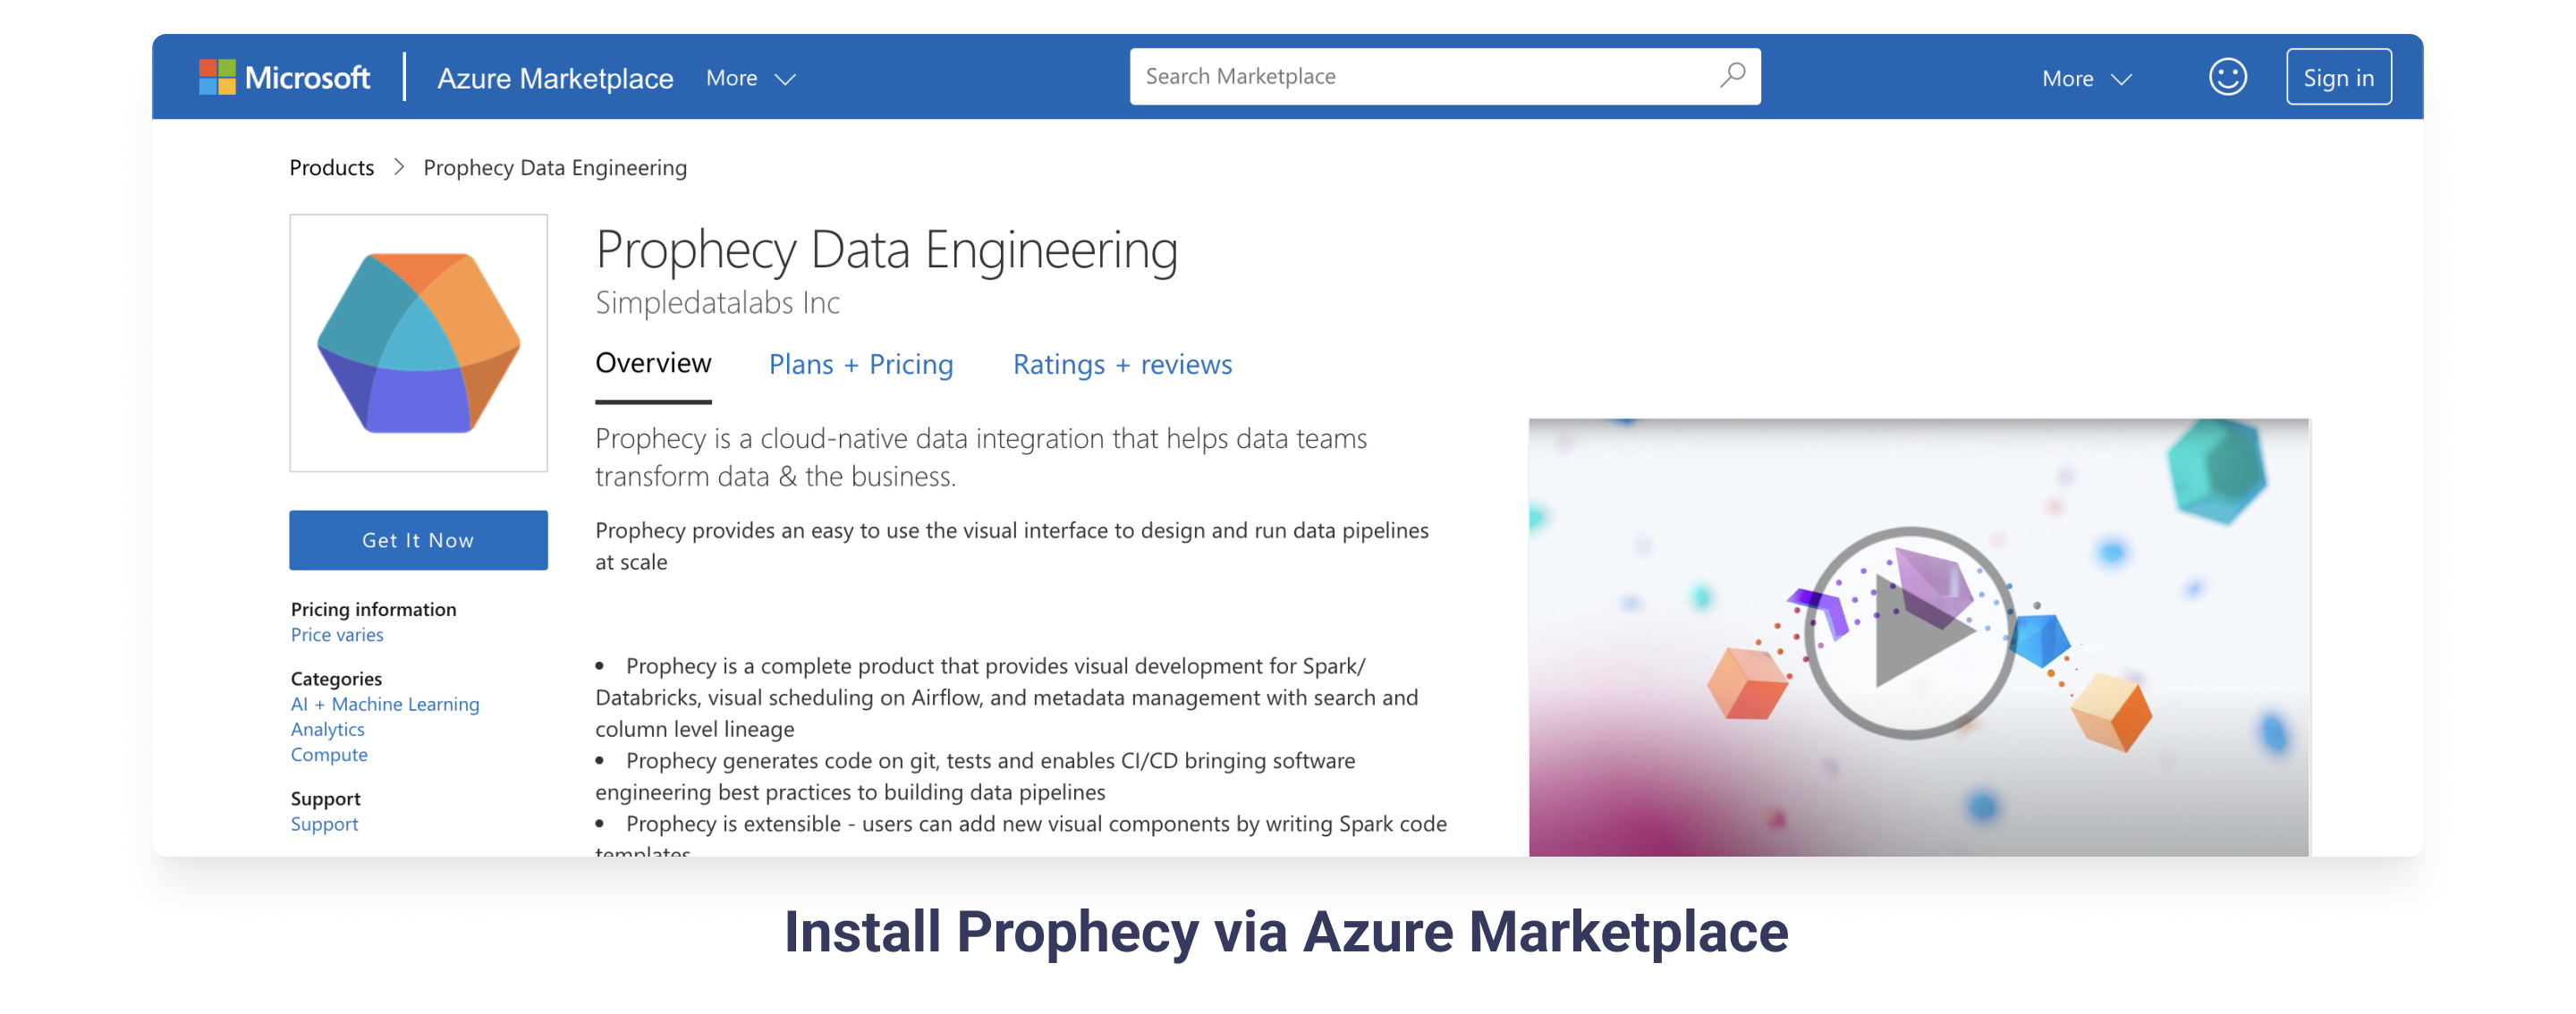 Microsoft | Azure Marketplace More Search Marketplace More Sign in
Products > Prophecy Data Engineering
Prophecy Data Engineering
Simpledatalabs Inc
Overview Plans + Pricing Ratings + reviews
Prophecy is a cloud-native data integration that helps data teams
transform data & the business.
Prophecy provides an easy to use the visual interface to design and run data pipelines
at scale
• Prophecy is a complete product that provides visual development for Spark/
Databricks, visual scheduling on Airflow, and metadata management with search and
column level lineage
• Prophecy generates code on git, tests and enables CI/CD bringing software
engineering best practices to building data pipelines
• Prophecy is extensible - users can add new visual components by writing Spark code
templates
Get It Now
Pricing information
Price varies
Categories
AI + Machine Learning
Analytics
Compute
Support
Support
Install Prophecy via Azure Marketplace